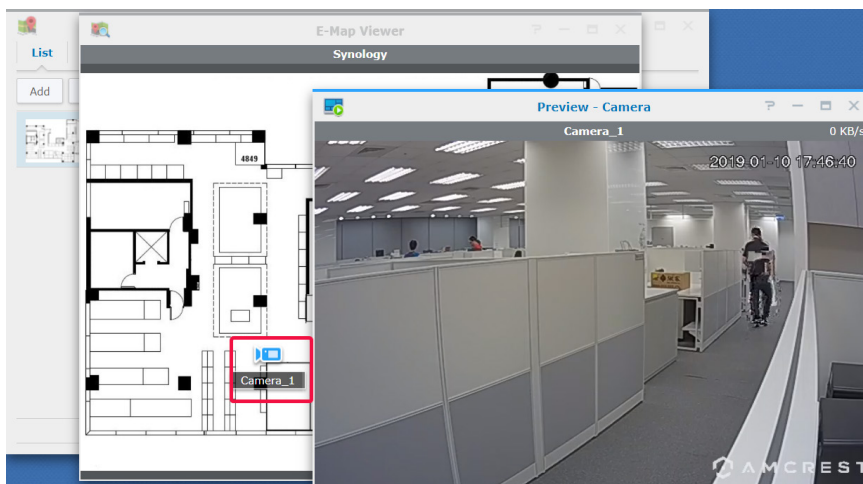 E-Map Viewer
List
Synology
Add
Preview - Camera
Camera_1
0 KB/s
4849
2019-01-10 17:46:40
Camera_1
AMCREST